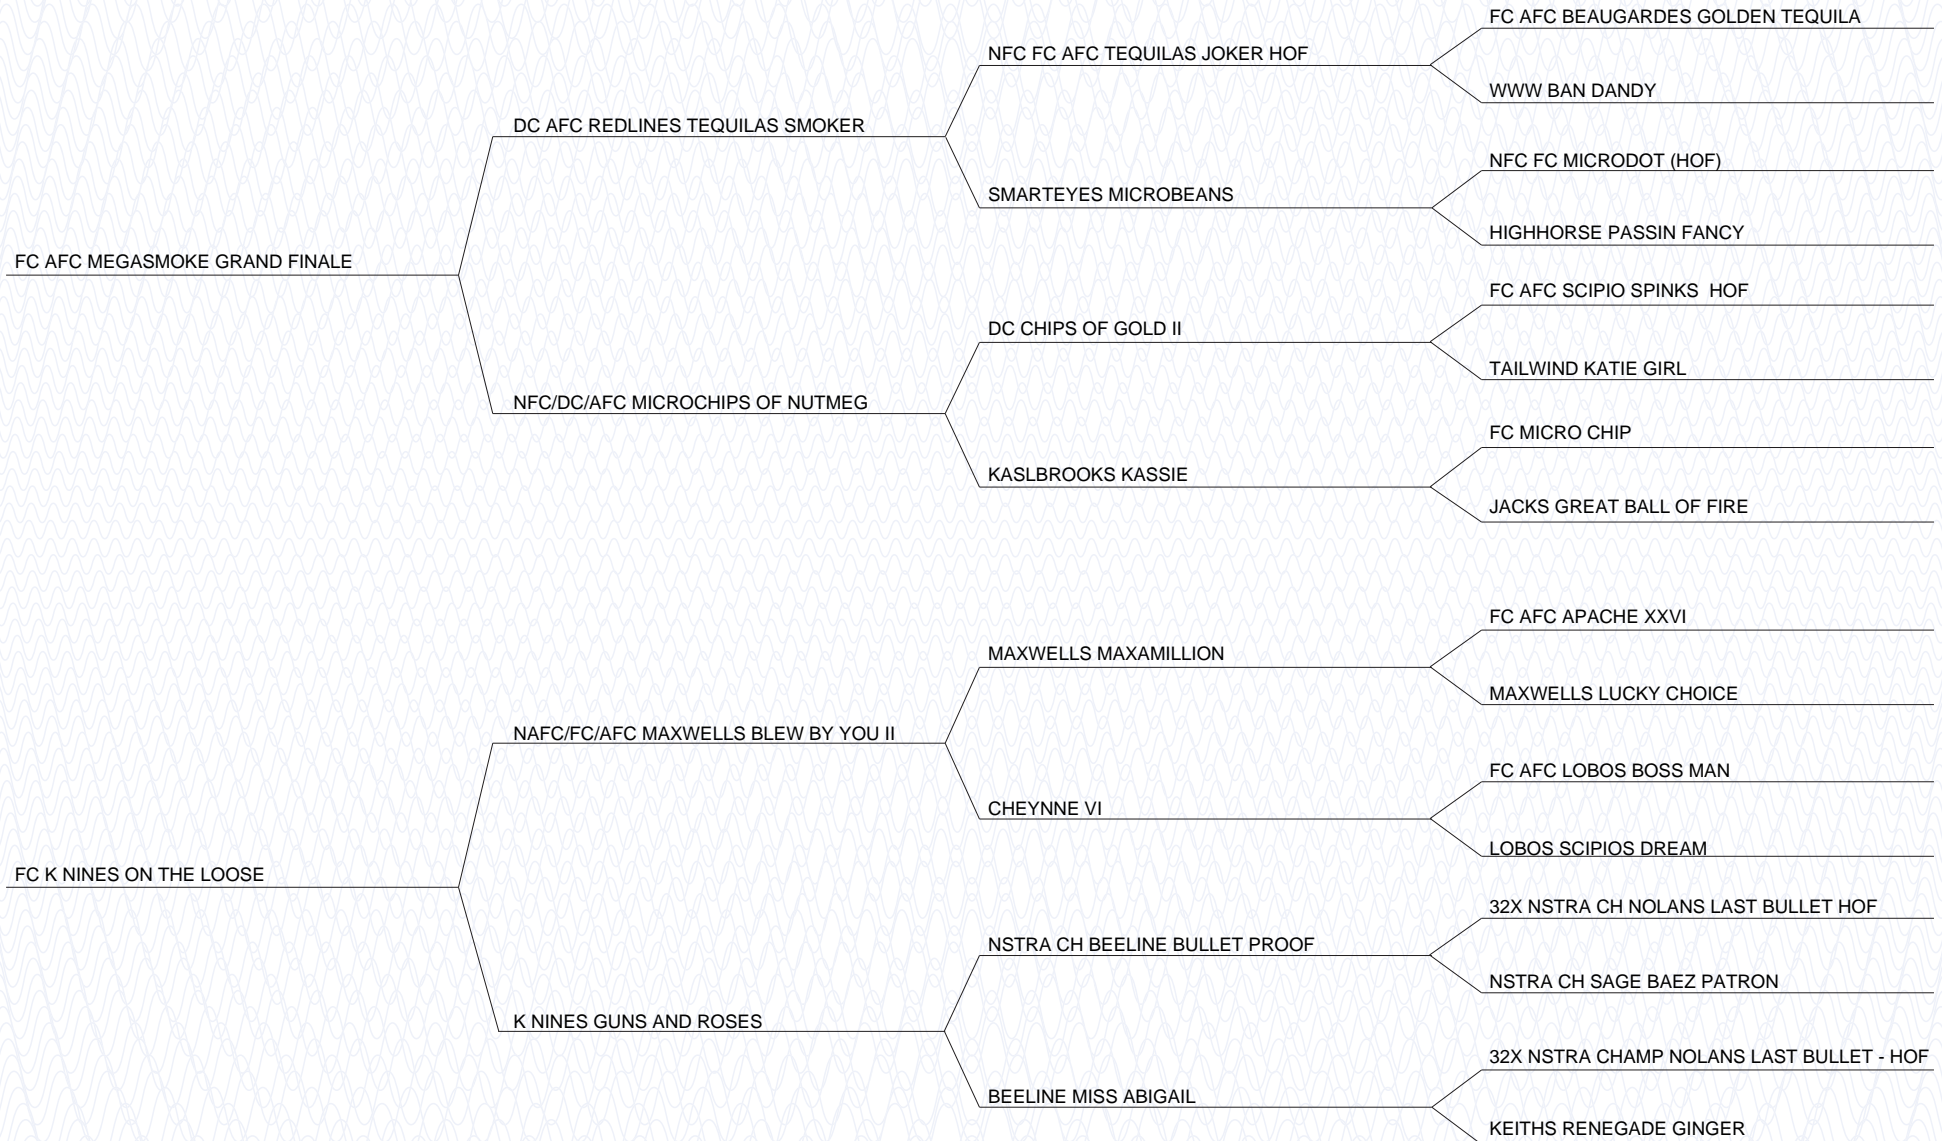 FC AFC BEAUGARDES GOLDEN TEQUILA
NFC FC AFC TEQUILAS JOKER HOF
WWW BAN DANDY
DC AFC REDLINES TEQUILAS SMOKER
NFC FC MICRODOT (HOF)
SMARTEYES MICROBEANS
HIGHHORSE PASSIN FANCY
FC AFC MEGASMOKE GRAND FINALE
FC AFC SCIPIO SPINKS  HOF
DC CHIPS OF GOLD II
TAILWIND KATIE GIRL
NFC/DC/AFC MICROCHIPS OF NUTMEG
FC MICRO CHIP
KASLBROOKS KASSIE
JACKS GREAT BALL OF FIRE
FC AFC APACHE XXVI
MAXWELLS MAXAMILLION
MAXWELLS LUCKY CHOICE
NAFC/FC/AFC MAXWELLS BLEW BY YOU II
FC AFC LOBOS BOSS MAN
CHEYNNE VI
LOBOS SCIPIOS DREAM
FC K NINES ON THE LOOSE
32X NSTRA CH NOLANS LAST BULLET HOF
NSTRA CH BEELINE BULLET PROOF
NSTRA CH SAGE BAEZ PATRON
K NINES GUNS AND ROSES
32X NSTRA CHAMP NOLANS LAST BULLET - HOF
BEELINE MISS ABIGAIL
KEITHS RENEGADE GINGER